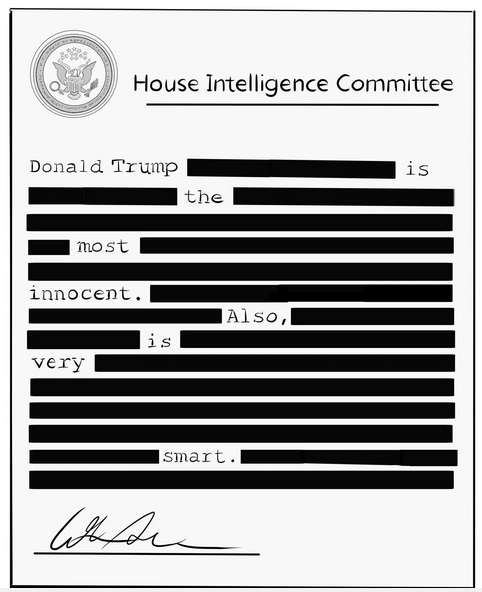 House Intelligence Committee
Donald Trump is
the
most
innocent.
Also,
is
very
smart.